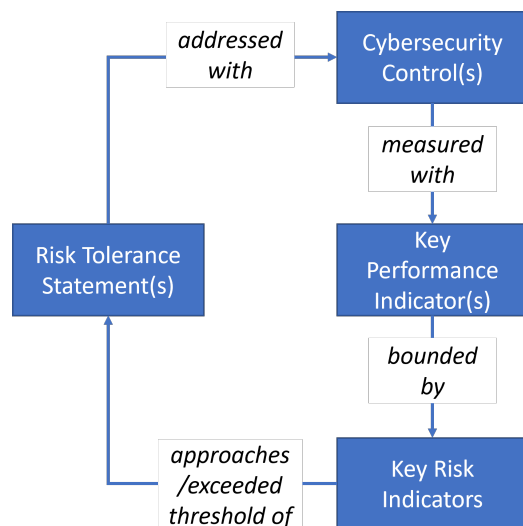 addressed
with
Cybersecurity
Control(s)
measured
with
Risk Tolerance
Statement(s)
Key
Performance
Indicator(s)
bounded
by
approaches
/exceeded
threshold of
Key Risk
Indicators